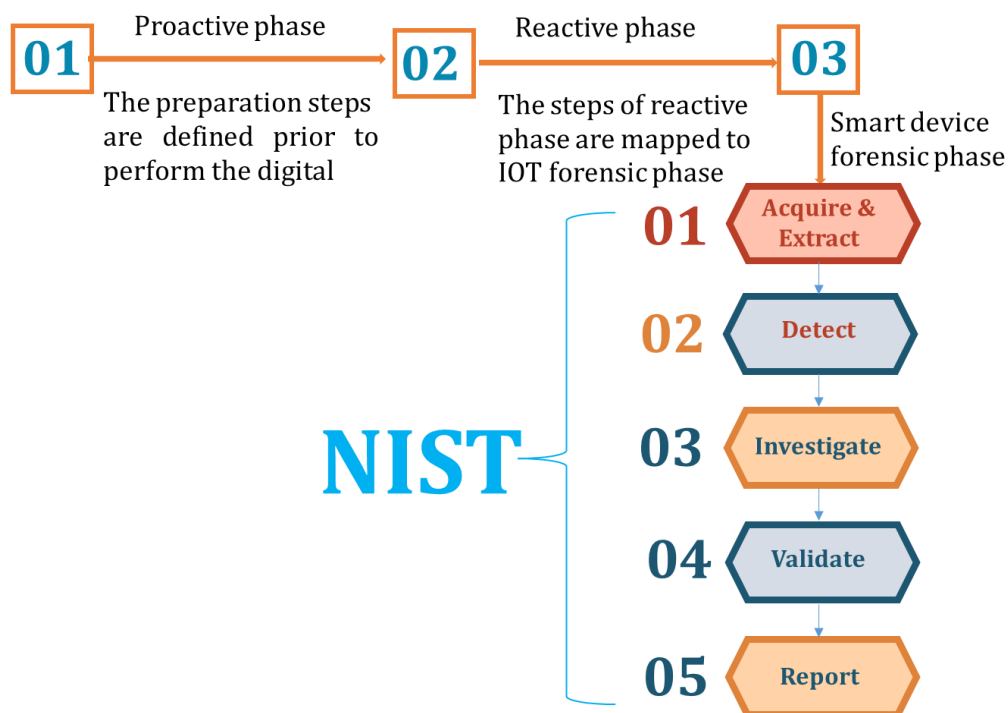 01
Proactive phase
02
Reactive phase
03
The preparation steps
are defined prior to
perform the digital
The steps of reactive
phase are mapped to
IOT forensic phase
Smart device
forensic phase
NIST
01
Acquire &
Extract
02
Detect
03
Investigate
04
Validate
05
Report